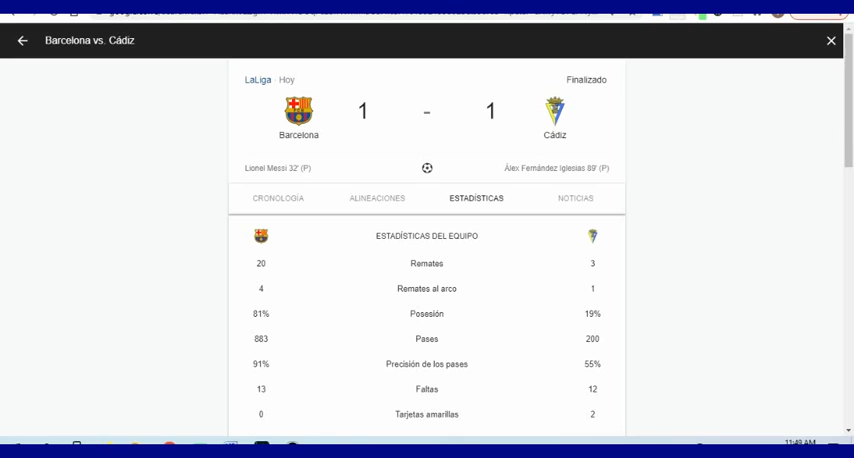 Barcelona vs. Cádiz
LaLiga · Hoy
Finalizado
1 - 1
Barcelona
Cádiz
Lionel Messi 32' (P)
Álex Fernández Iglesias 89' (P)
CRONOLOGÍA ALINEACIONES ESTADÍSTICAS NOTICIAS
ESTADÍSTICAS DEL EQUIPO
20 Remates 3
4 Remates al arco 1
81% Posesión 19%
883 Pases 200
91% Precisión de los pases 55%
13 Faltas 12
0 Tarjetas amarillas 2
11:49 AM